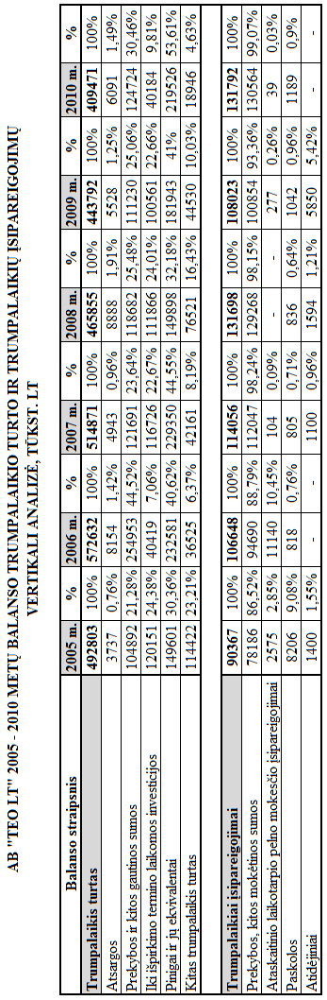 AB "TEO LT" 2005 - 2010 METŲ BALANSO TRUMPALAIKIO TURTO IR TRUMPALAIKIŲ ĮSIPAREIGOJIMŲ
VERTIKALI ANALIZĖ, TŪKST. LT
Balanso straipsnis 2005 m. % 2006 m. % 2007 m. % 2008 m. % 2009 m. % 2010 m. %
Trumpalaikis turtas 492803 100% 572632 100% 514871 100% 465855 100% 443792 100% 409471 100%
Atsargos 3737 0,76% 8154 1,42% 4943 0,96% 8888 1,91% 5528 1,25% 6091 1,49%
Prekybos ir kitos gautinos sumos 104892 21,28% 254953 44,52% 121691 23,64% 118682 25,48% 111230 25,06% 124724 30,46%
Iki išpirkimo termino laikomos investicijos 120151 24,38% 40419 7,06% 116726 22,67% 111866 24,01% 100561 22,66% 40184 9,81%
Pinigai ir jų ekvivalentai 149601 30,36% 232581 40,62% 229350 44,55% 149898 32,18% 181943 41% 219526 53,61%
Kitas trumpalaikis turtas 114422 23,21% 36525 6,37% 42161 8,19% 76521 16,43% 44530 10,03% 18946 4,63%
Trumpalaikiai įsipareigojimai 90367 100% 106648 100% 114056 100% 131698 100% 108023 100% 131792 100%
Prekybos, kitos mokėtinos sumos 78186 86,52% 94690 88,79% 112047 98,24% 129268 98,15% 100854 93,36% 130564 99,07%
Ataskaitinio laikotarpio pelno mokesčio įsipareigojimai 2575 2,85% 11140 10,45% 104 0,09% - - 277 0,26% 39 0,03%
Paskolos 8206 9,08% 818 0,76% 805 0,71% 836 0,64% 1042 0,96% 1189 0,9%
Atidėjiniai 1400 1,55% - - 1100 0,96% 1594 1,21% 5850 5,42% - -